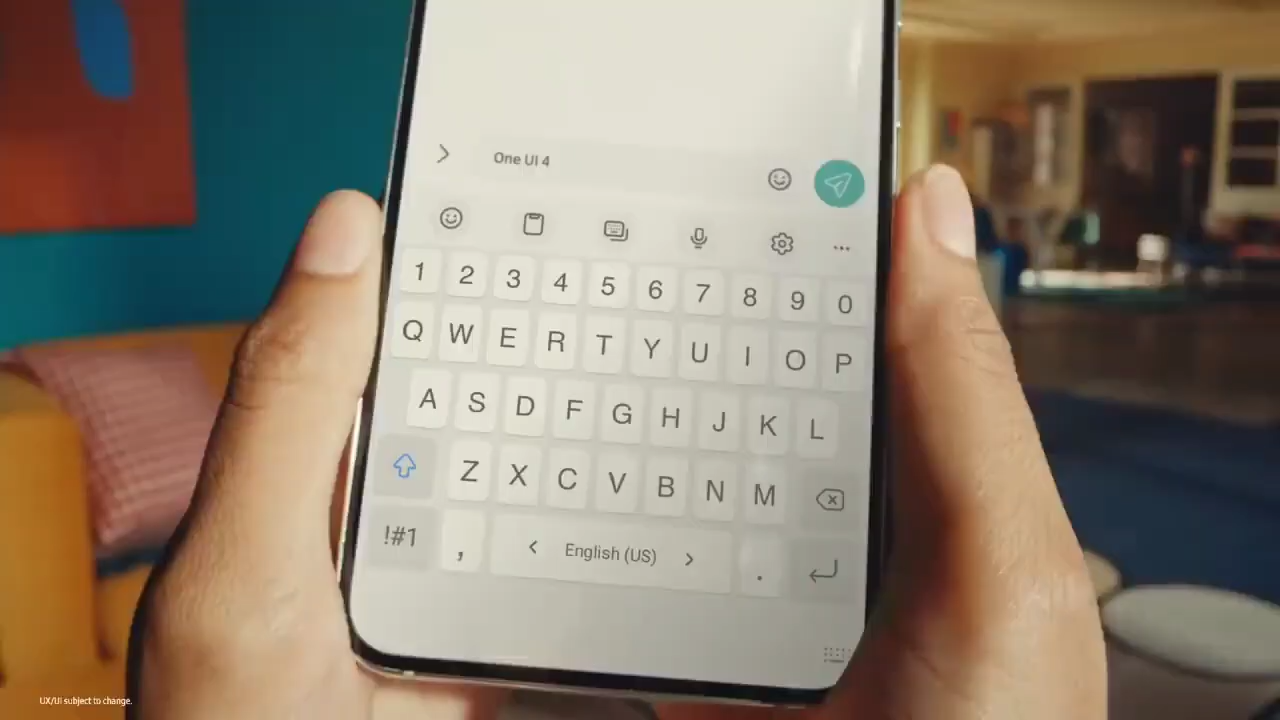 One UI 4
1 2 3 4 5 6 7 8 9 0
Q W E R T Y U I O P
A S D F G H J K L
Z X C V B N M
!#1 , < English (US) > .
UX/UI subject to change.